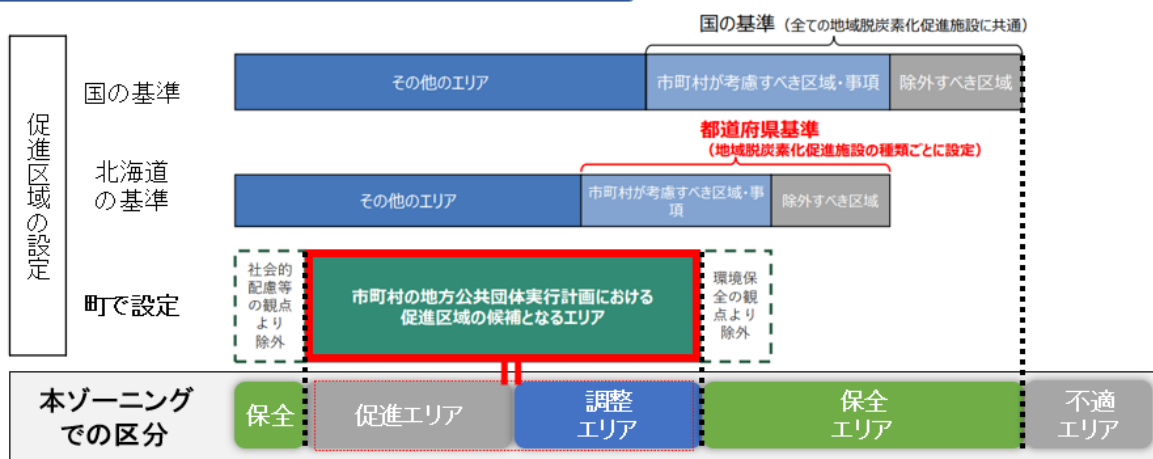 国の基準（全ての地域脱炭素化促進施設に共通）
促進区域の設定
国の基準
その他のエリア
市町村が考慮すべき区域・事項
除外すべき区域
都道府県基準
（地域脱炭素化促進施設の種類ごとに設定）
北海道
の基準
その他のエリア
市町村が考慮すべき区域・事
項
除外すべき区域
町で設定
社会的
配慮等
の観点
より
除外
市町村の地方公共団体実行計画における
促進区域の候補となるエリア
環境保
全の観
点より
除外
本ゾーニング
での区分
保全
促進エリア
調整
エリア
保全
エリア
不適
エリア